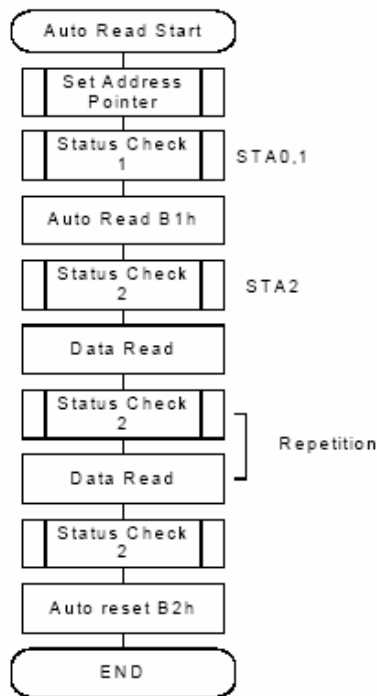 Auto Read Start
Set Address
Pointer
Status Check
1
STA0,1
Auto Read B1h
Status Check
2
STA2
Data Read
Status Check
2
Repetition
Data Read
Status Check
2
Auto reset B2h
END